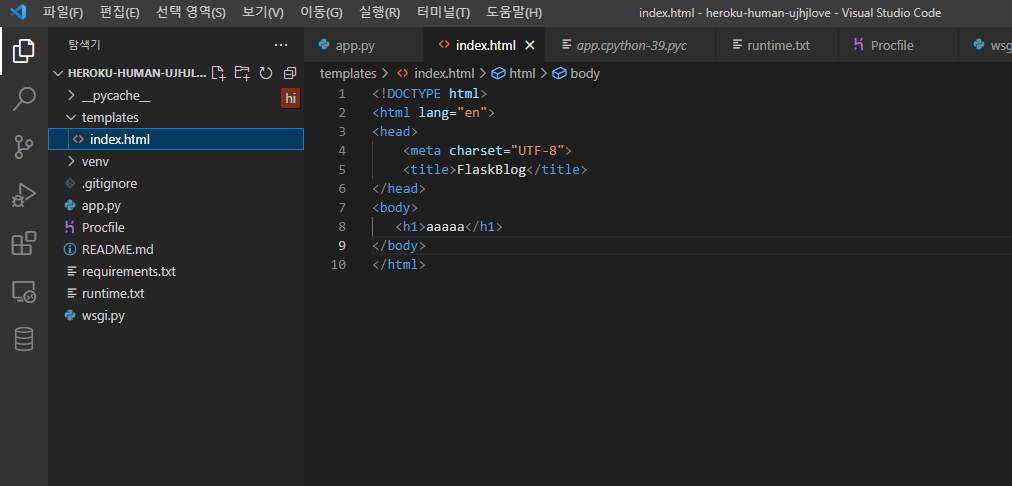 파일(F) 편집(E) 선택 영역(S) 보기(V) 이동(G) 실행(R) 터미널(T) 도움말(H) index.html - heroku-human-ujhjlove - Visual Studio Code
탐색기 ...
app.py index.html app.cpython-39.pyc runtime.txt Procfile wsg
HEROKU-HUMAN-UJHJL...
templates > index.html > html > body
__pycache__
hi
templates
index.html
venv
.gitignore
app.py
Procfile
README.md
requirements.txt
runtime.txt
wsgi.py
1 <!DOCTYPE html>
2 <html lang="en">
3 <head>
4     <meta charset="UTF-8">
5     <title>FlaskBlog</title>
6 </head>
7 <body>
8    <h1>aaaaa</h1>
9 </body>
10 </html>